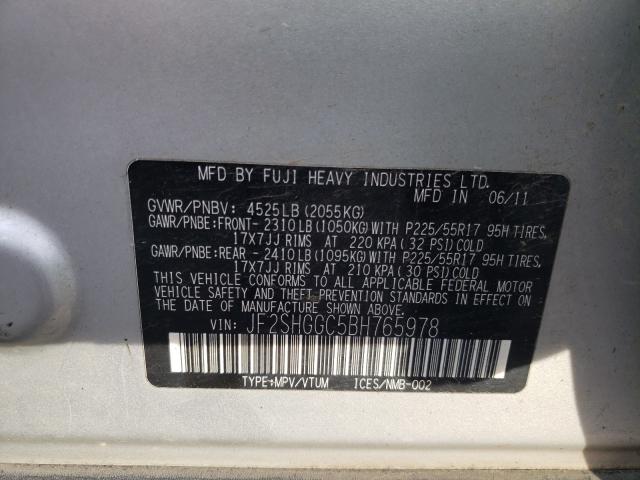 MFD BY FUJI HEAVY INDUSTRIES LTD.
MFD IN 06/11
GVWR/PNBV: 4525LB(2055KG)
GAWR/PNBE:FRONT-2310LB(1050KG)WITH P225/55R17 95H TIRES,
17X7JJ RIMS AT 220 KPA(32 PSI)COLD
GAWR/PNBE:REAR -2410LB(1095KG)WITH P225/55R17 95H TIRES,
17X7JJ RIMS AT 210 KPA(30 PSI)COLD
THIS VEHICLE CONFORMS TO ALL APPLICABLE FEDERAL MOTOR
VEHICLE SAFETY AND THEFT PREVENTION STANDARDS IN EFFECT ON
THE DATE OF MANUFACTURE SHOWN ABOVE.
VIN: JF2SHGGC5BH765978
TYPE:MPV/VTUM ICES/NMB-002